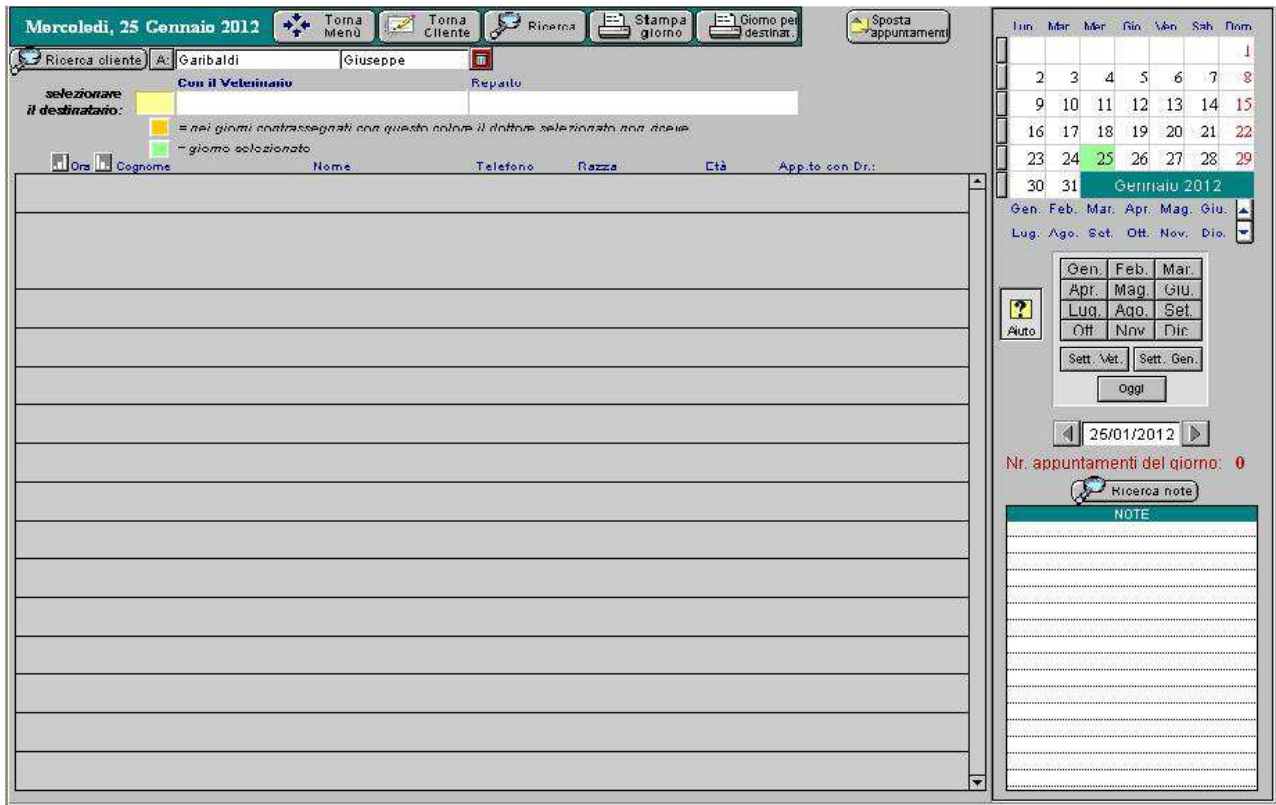 Mercoledì, 25 Gennaio 2012
Torna Menù
Torna Cliente
Ricerca
Stampa giorno
Giorno per destinat.
Sposta appuntamenti
Ricerca cliente
A:
Garibaldi
Giuseppe
selezionare
il destinatario:
Con il Veterinario
Reparto
= nei giorni contrassegnati con questo colore il dottore selezionato non riceve
= giorno selezionato
Ora
Cognome
Nome
Telefono
Razza
Età
App.to con Dr.:
Lun Mar Mer Gio Ven Sab Dom
1
2 3 4 5 6 7 8
9 10 11 12 13 14 15
16 17 18 19 20 21 22
23 24 25 26 27 28 29
30 31 Gennaio 2012
Gen. Feb. Mar. Apr. Mag. Giu.
Lug. Ago. Set. Ott. Nov. Dic.
Gen. Feb. Mar.
Apr. Mag. Giu.
Lug. Ago. Set.
Ott Nov Dic
Aiuto
Sett. Vet. Sett. Gen.
Oggi
25/01/2012
Nr. appuntamenti del giorno: 0
Ricerca note
NOTE